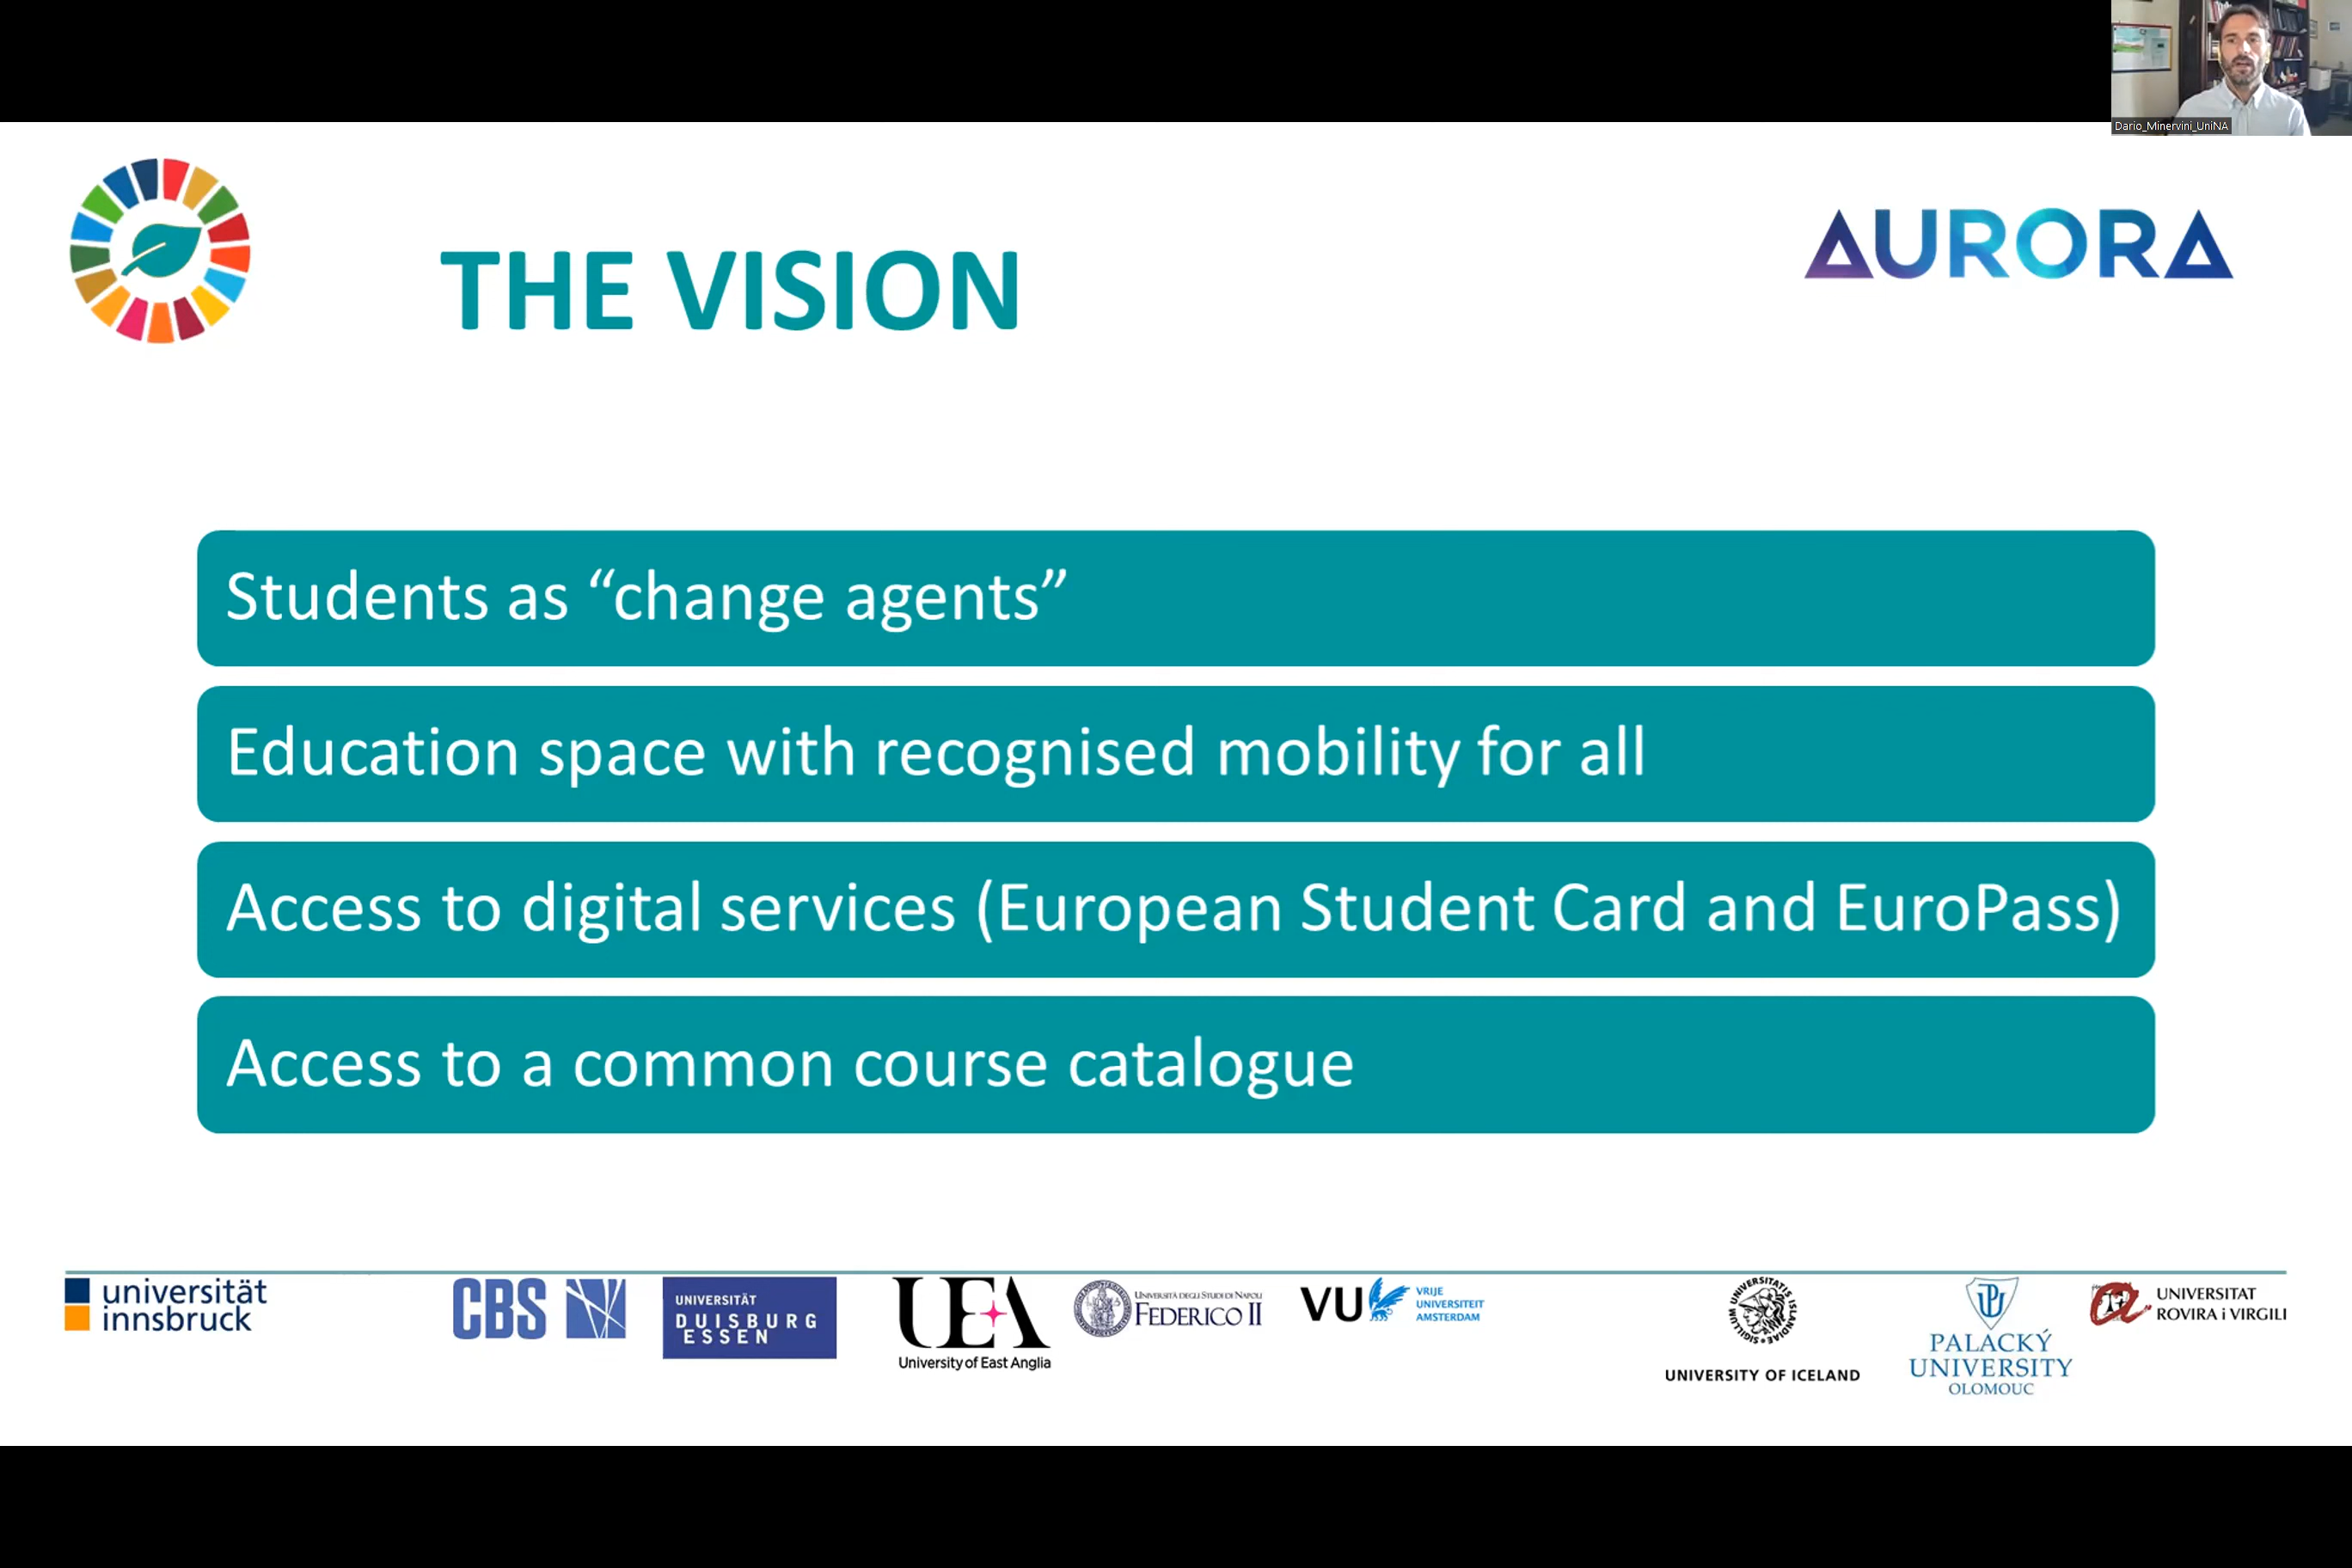 Dario_Minervini_UniNA
THE VISION
AURORA
Students as “change agents”
Education space with recognised mobility for all
Access to digital services (European Student Card and EuroPass)
Access to a common course catalogue
universität
innsbruck
CBS
UNIVERSITÄT
DUISBURG
ESSEN
UEA
University of East Anglia
UNIVERSITÀ DEGLI STUDI DI NAPOLI
FEDERICO II
VU
VRIJE
UNIVERSITEIT
AMSTERDAM
UNIVERSITY OF ICELAND
PALACKÝ
UNIVERSITY
OLOMOUC
UNIVERSITAT
ROVIRA i VIRGILI